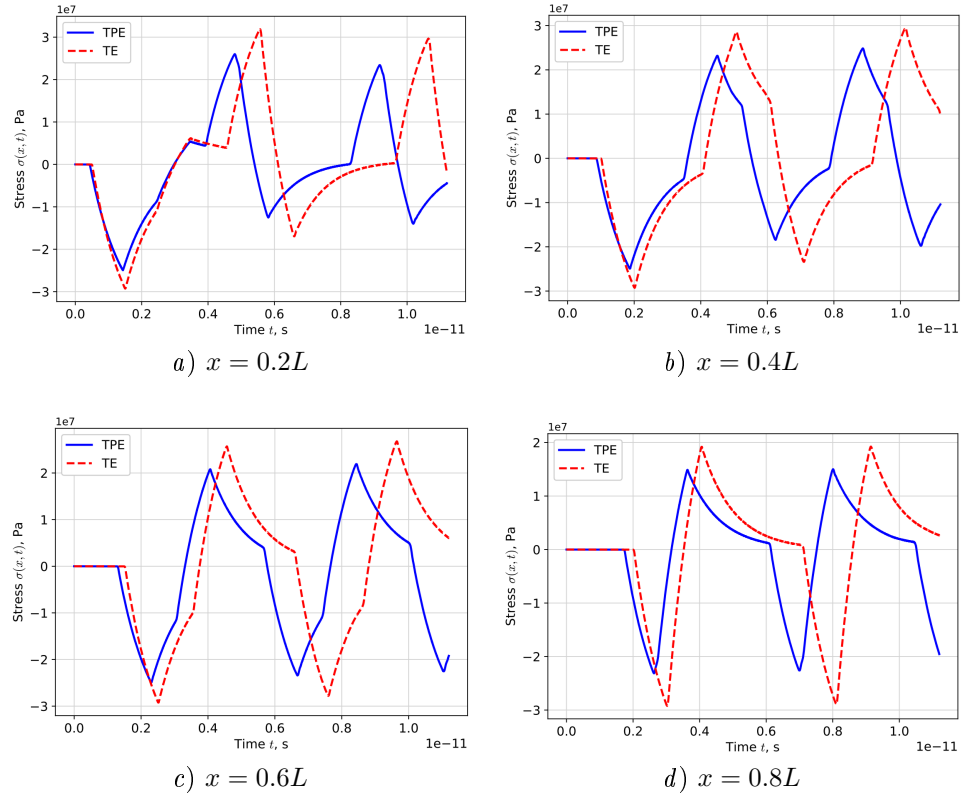 1e7
TPE
TE
3
2
1
0
−1
−2
−3
Stress σ(x, t), Pa
0.0 0.2 0.4 0.6 0.8 1.0
Time t, s
1e−11
a) x = 0.2L
1e7
TPE
TE
3
2
1
0
−1
−2
−3
Stress σ(x, t), Pa
0.0 0.2 0.4 0.6 0.8 1.0
Time t, s
1e−11
b) x = 0.4L
1e7
TPE
TE
2
1
0
−1
−2
−3
Stress σ(x, t), Pa
0.0 0.2 0.4 0.6 0.8 1.0
Time t, s
1e−11
c) x = 0.6L
1e7
TPE
TE
2
1
0
−1
−2
−3
Stress σ(x, t), Pa
0.0 0.2 0.4 0.6 0.8 1.0
Time t, s
1e−11
d) x = 0.8L